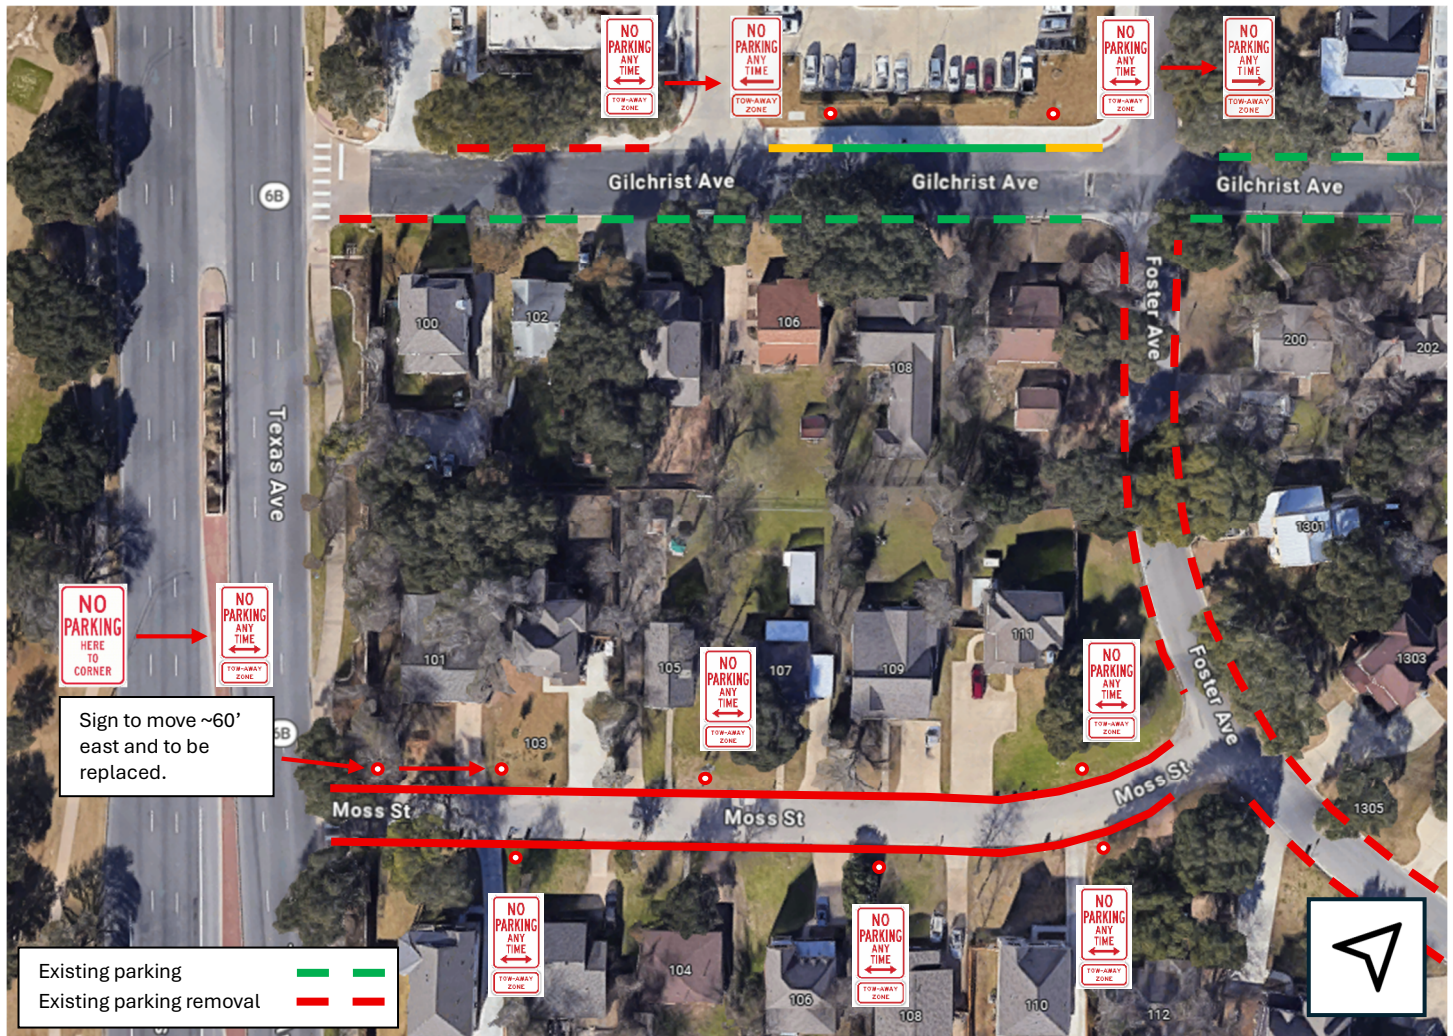 NO
PARKING
ANY
TIME
TOW-AWAY
ZONE
NO
PARKING
ANY
TIME
TOW-AWAY
ZONE
NO
PARKING
ANY
TIME
TOW-AWAY
ZONE
NO
PARKING
ANY
TIME
TOW-AWAY
ZONE
Gilchrist Ave
Gilchrist Ave
Gilchrist Ave
6B
Foster Ave
100
102
106
108
200
202
Texas Ave
1301
NO
PARKING
HERE
TO
CORNER
NO
PARKING
ANY
TIME
TOW-AWAY
ZONE
101
105
107
109
111
1303
NO
PARKING
ANY
TIME
TOW-AWAY
ZONE
NO
PARKING
ANY
TIME
TOW-AWAY
ZONE
Foster Ave
Sign to move ~60’
east and to be
replaced.
6B
103
Moss St
Moss St
Moss St
1305
NO
PARKING
ANY
TIME
TOW-AWAY
ZONE
NO
PARKING
ANY
TIME
TOW-AWAY
ZONE
NO
PARKING
ANY
TIME
TOW-AWAY
ZONE
104
106
108
110
112
Existing parking
Existing parking removal